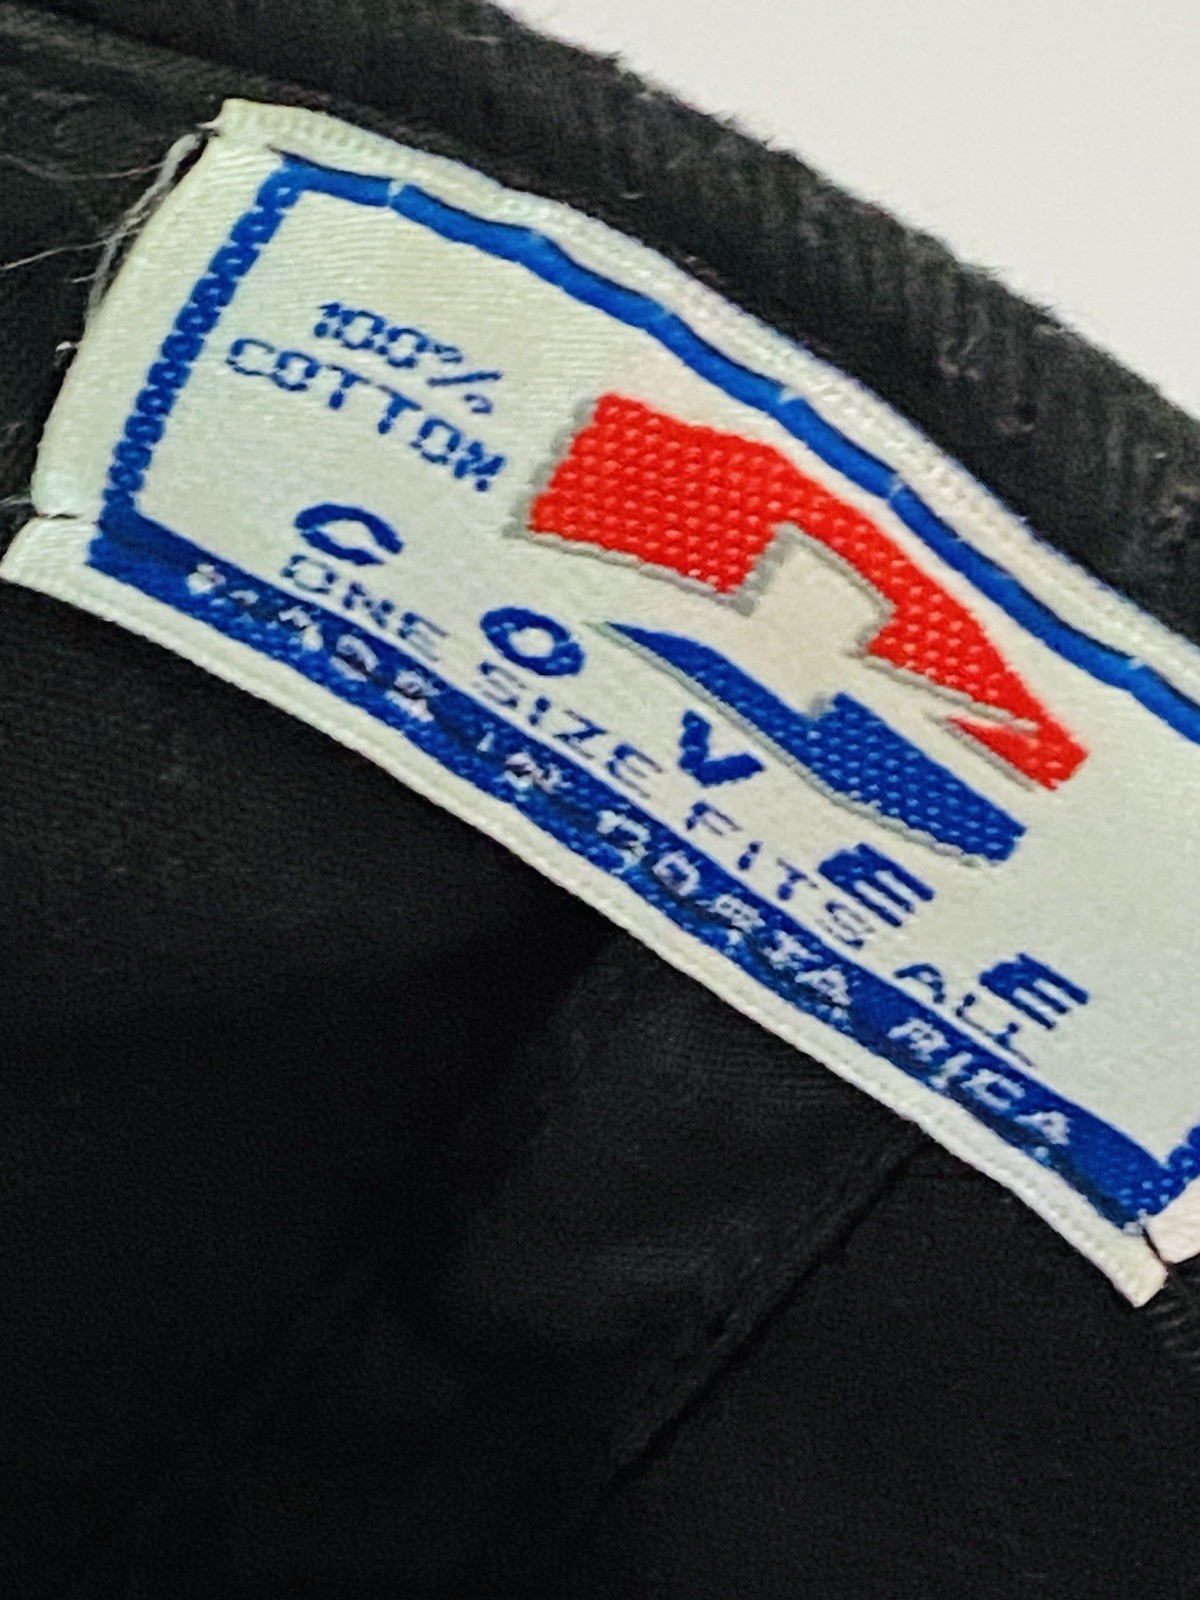 100%
COTTON
COVEE
ONE SIZE FITS ALL
MADE IN COSTA RICA